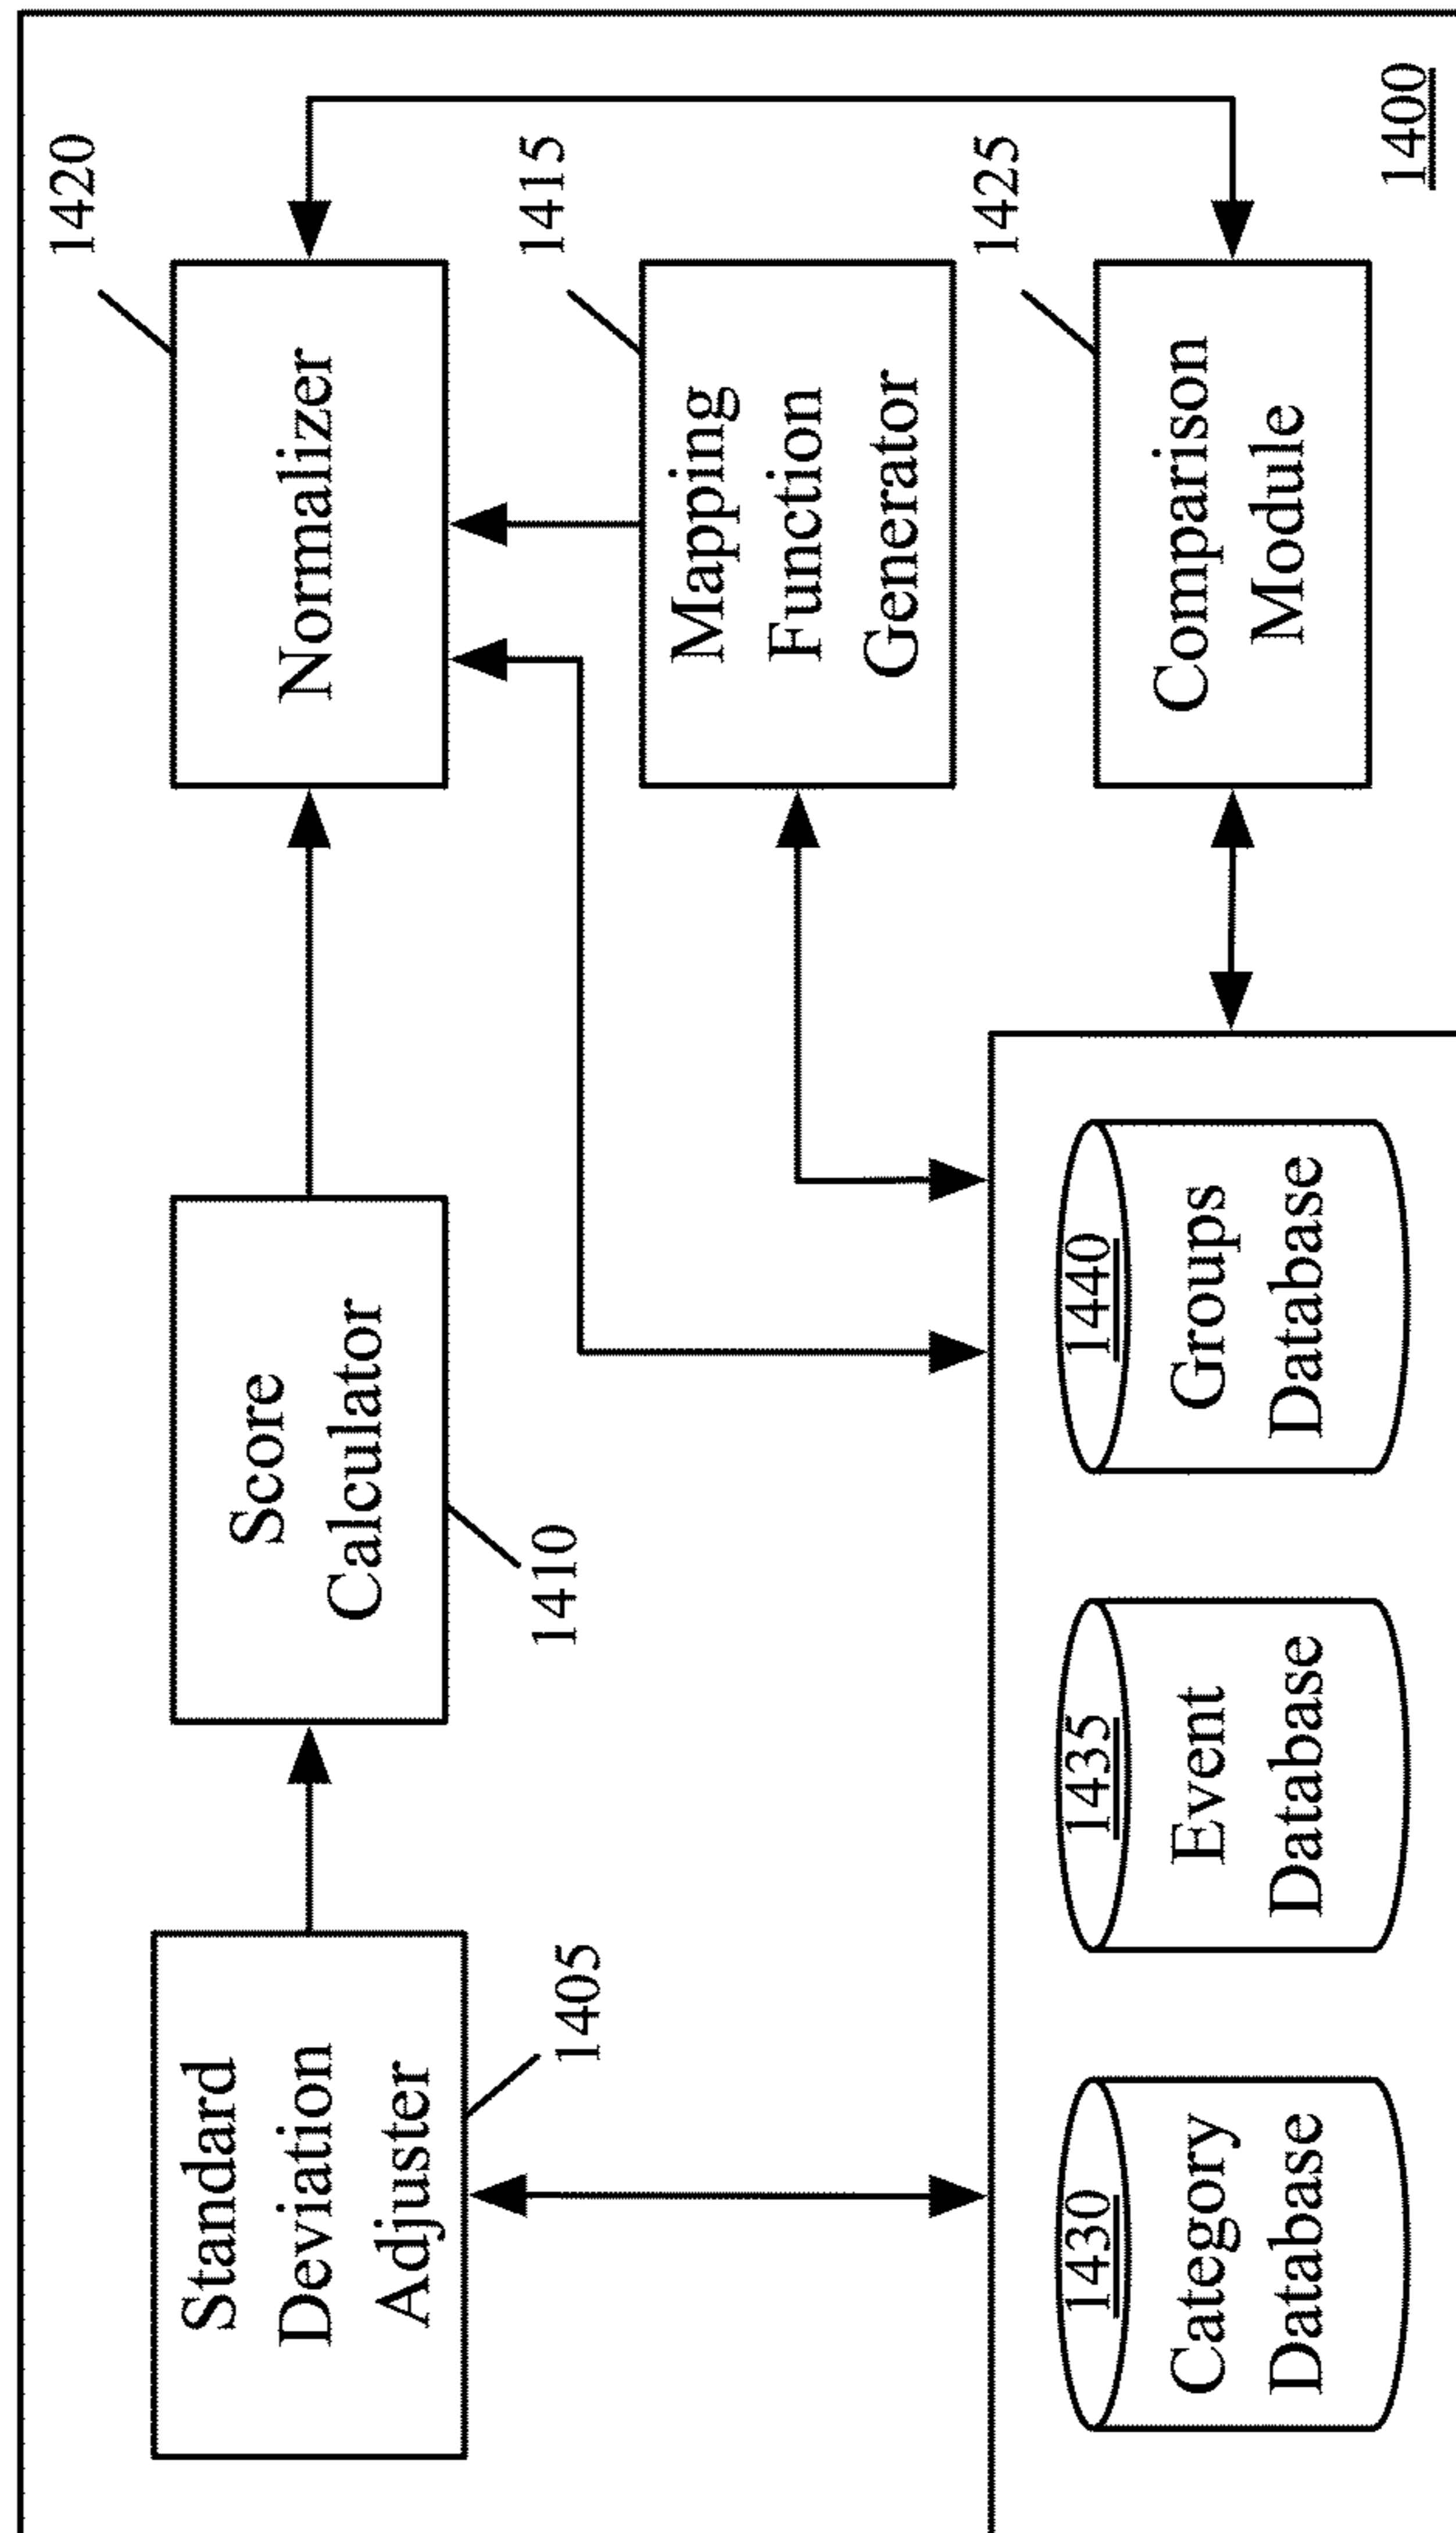 Standard
Deviation
Adjuster
1405
Score
Calculator
1410
Normalizer
1420
Mapping
Function
Generator
1415
Comparison
Module
1425
1430
Category
Database
1435
Event
Database
1440
Groups
Database
1400